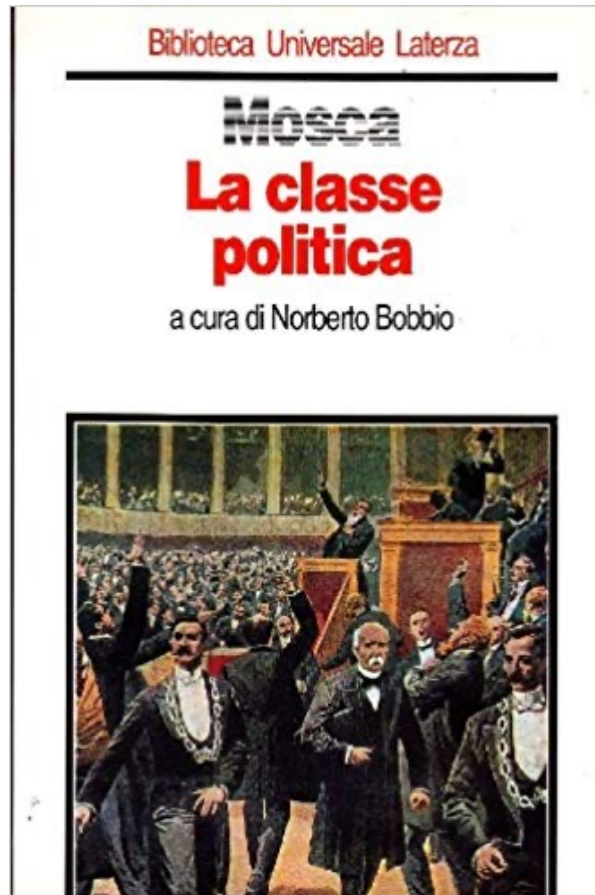 Biblioteca Universale Laterza
Mosca
La classe
politica
a cura di Norberto Bobbio